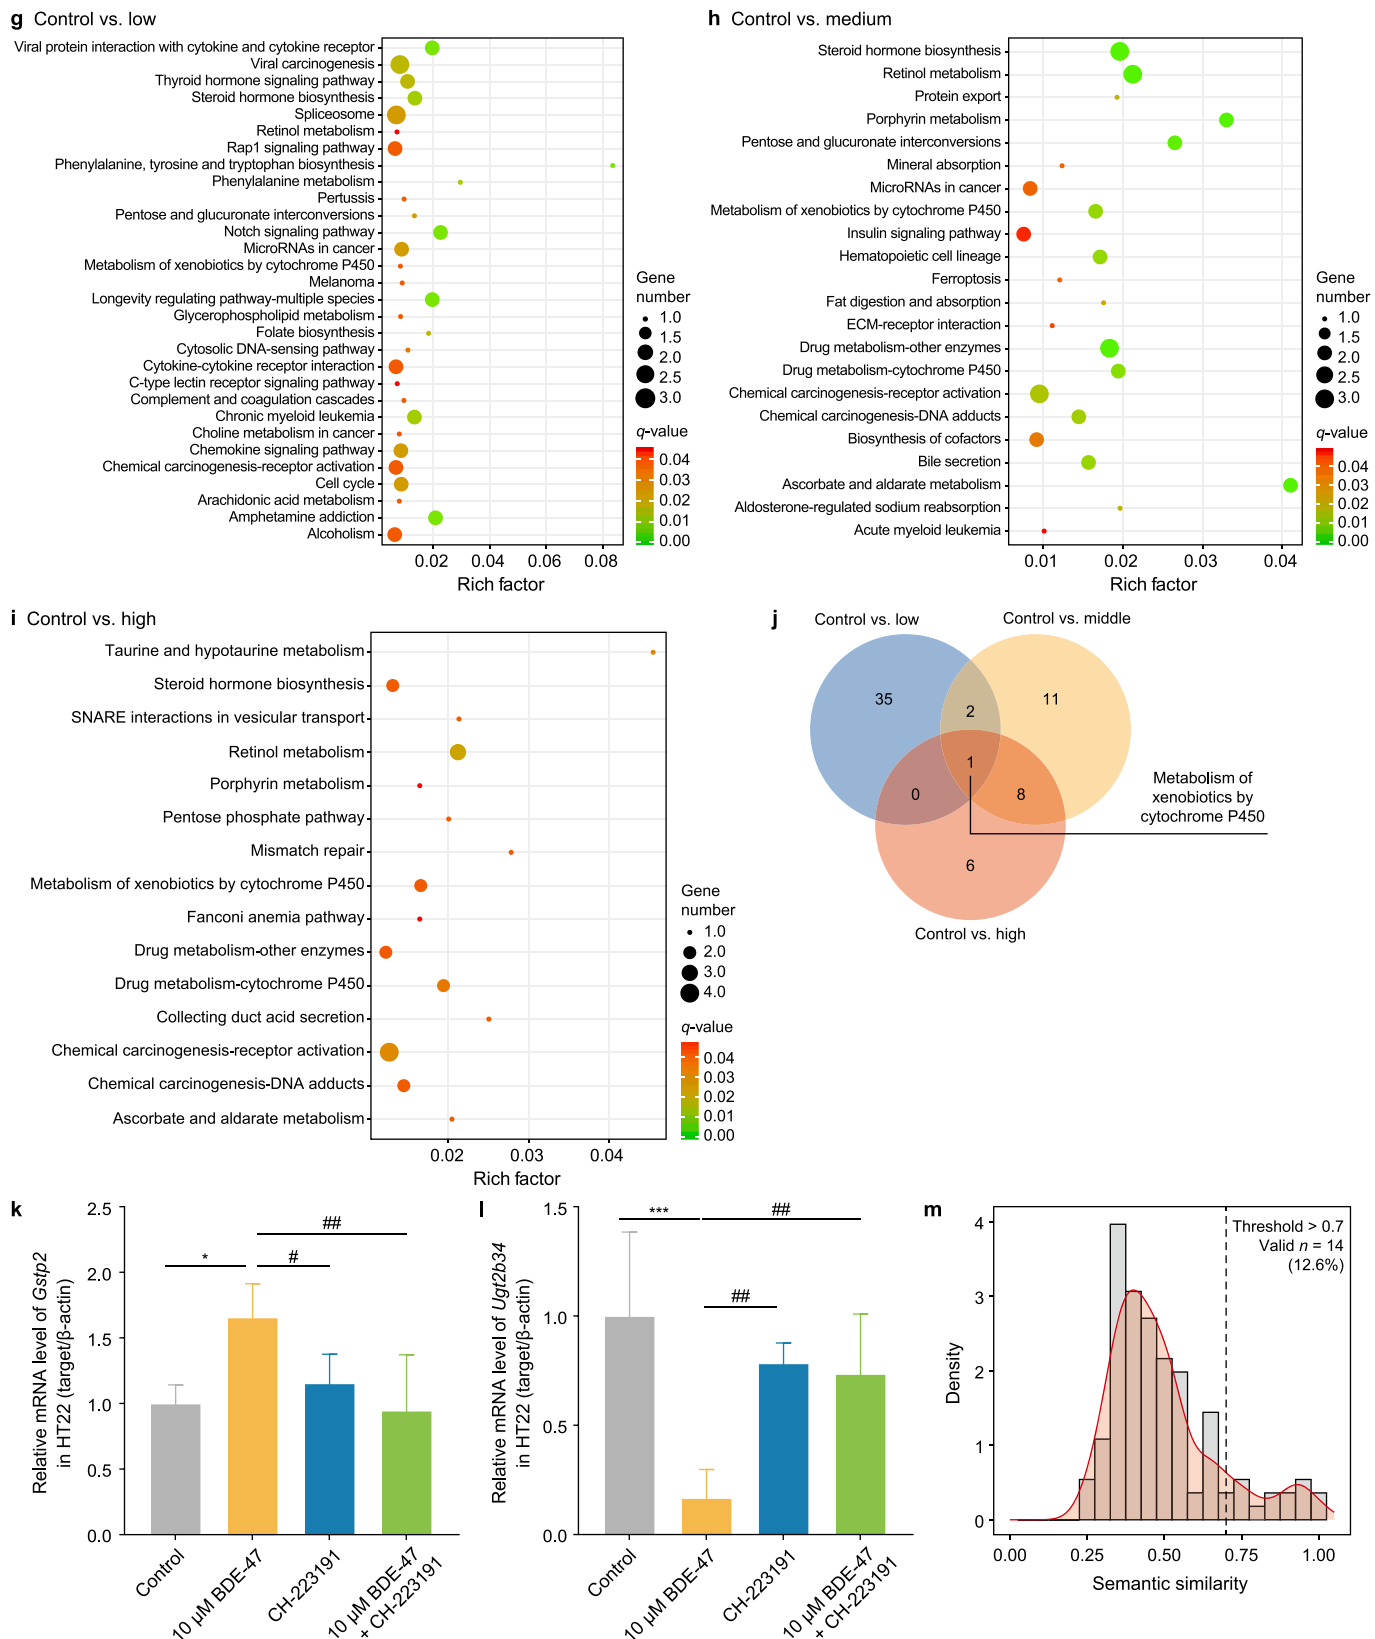 g Control vs. low
Viral protein interaction with cytokine and cytokine receptor
Viral carcinogenesis
Thyroid hormone signaling pathway
Steroid hormone biosynthesis
Spliceosome
Retinol metabolism
Rap1 signaling pathway
Phenylalanine, tyrosine and tryptophan biosynthesis
Phenylalanine metabolism
Pertussis
Pentose and glucuronate interconversions
Notch signaling pathway
MicroRNAs in cancer
Metabolism of xenobiotics by cytochrome P450
Melanoma
Longevity regulating pathway-multiple species
Glycerophospholipid metabolism
Folate biosynthesis
Cytosolic DNA-sensing pathway
Cytokine-cytokine receptor interaction
C-type lectin receptor signaling pathway
Complement and coagulation cascades
Chronic myeloid leukemia
Choline metabolism in cancer
Chemokine signaling pathway
Chemical carcinogenesis-receptor activation
Cell cycle
Arachidonic acid metabolism
Amphetamine addiction
Alcoholism
0.02 0.04 0.06 0.08
Rich factor
Gene
number
1.0
1.5
2.0
2.5
3.0
q-value
0.04
0.03
0.02
0.01
0.00
h Control vs. medium
Steroid hormone biosynthesis
Retinol metabolism
Protein export
Porphyrin metabolism
Pentose and glucuronate interconversions
Mineral absorption
MicroRNAs in cancer
Metabolism of xenobiotics by cytochrome P450
Insulin signaling pathway
Hematopoietic cell lineage
Ferroptosis
Fat digestion and absorption
ECM-receptor interaction
Drug metabolism-other enzymes
Drug metabolism-cytochrome P450
Chemical carcinogenesis-receptor activation
Chemical carcinogenesis-DNA adducts
Biosynthesis of cofactors
Bile secretion
Ascorbate and aldarate metabolism
Aldosterone-regulated sodium reabsorption
Acute myeloid leukemia
0.01 0.02 0.03 0.04
Rich factor
Gene
number
1.0
1.5
2.0
2.5
3.0
q-value
0.04
0.03
0.02
0.01
0.00
i Control vs. high
Taurine and hypotaurine metabolism
Steroid hormone biosynthesis
SNARE interactions in vesicular transport
Retinol metabolism
Porphyrin metabolism
Pentose phosphate pathway
Mismatch repair
Metabolism of xenobiotics by cytochrome P450
Fanconi anemia pathway
Drug metabolism-other enzymes
Drug metabolism-cytochrome P450
Collecting duct acid secretion
Chemical carcinogenesis-receptor activation
Chemical carcinogenesis-DNA adducts
Ascorbate and aldarate metabolism
0.02 0.03 0.04
Rich factor
Gene
number
1.0
2.0
3.0
4.0
q-value
0.04
0.03
0.02
0.01
0.00
j
Control vs. low
Control vs. middle
35
2
11
1
0
8
6
Control vs. high
Metabolism of
xenobiotics by
cytochrome P450
k
Relative mRNA level of Gstp2
in HT22 (target/β-actin)
2.5
2.0
1.5
1.0
0.5
0.0
*
#
##
Control
10 µM BDE-47
CH-223191
10 µM BDE-47
+ CH-223191
l
Relative mRNA level of Ugt2b34
in HT22 (target/β-actin)
1.5
1.0
0.5
0.0
***
##
##
Control
10 µM BDE-47
CH-223191
10 µM BDE-47
+ CH-223191
m
Density
4
3
2
1
0
Threshold > 0.7
Valid n = 14
(12.6%)
0.00 0.25 0.50 0.75 1.00
Semantic similarity